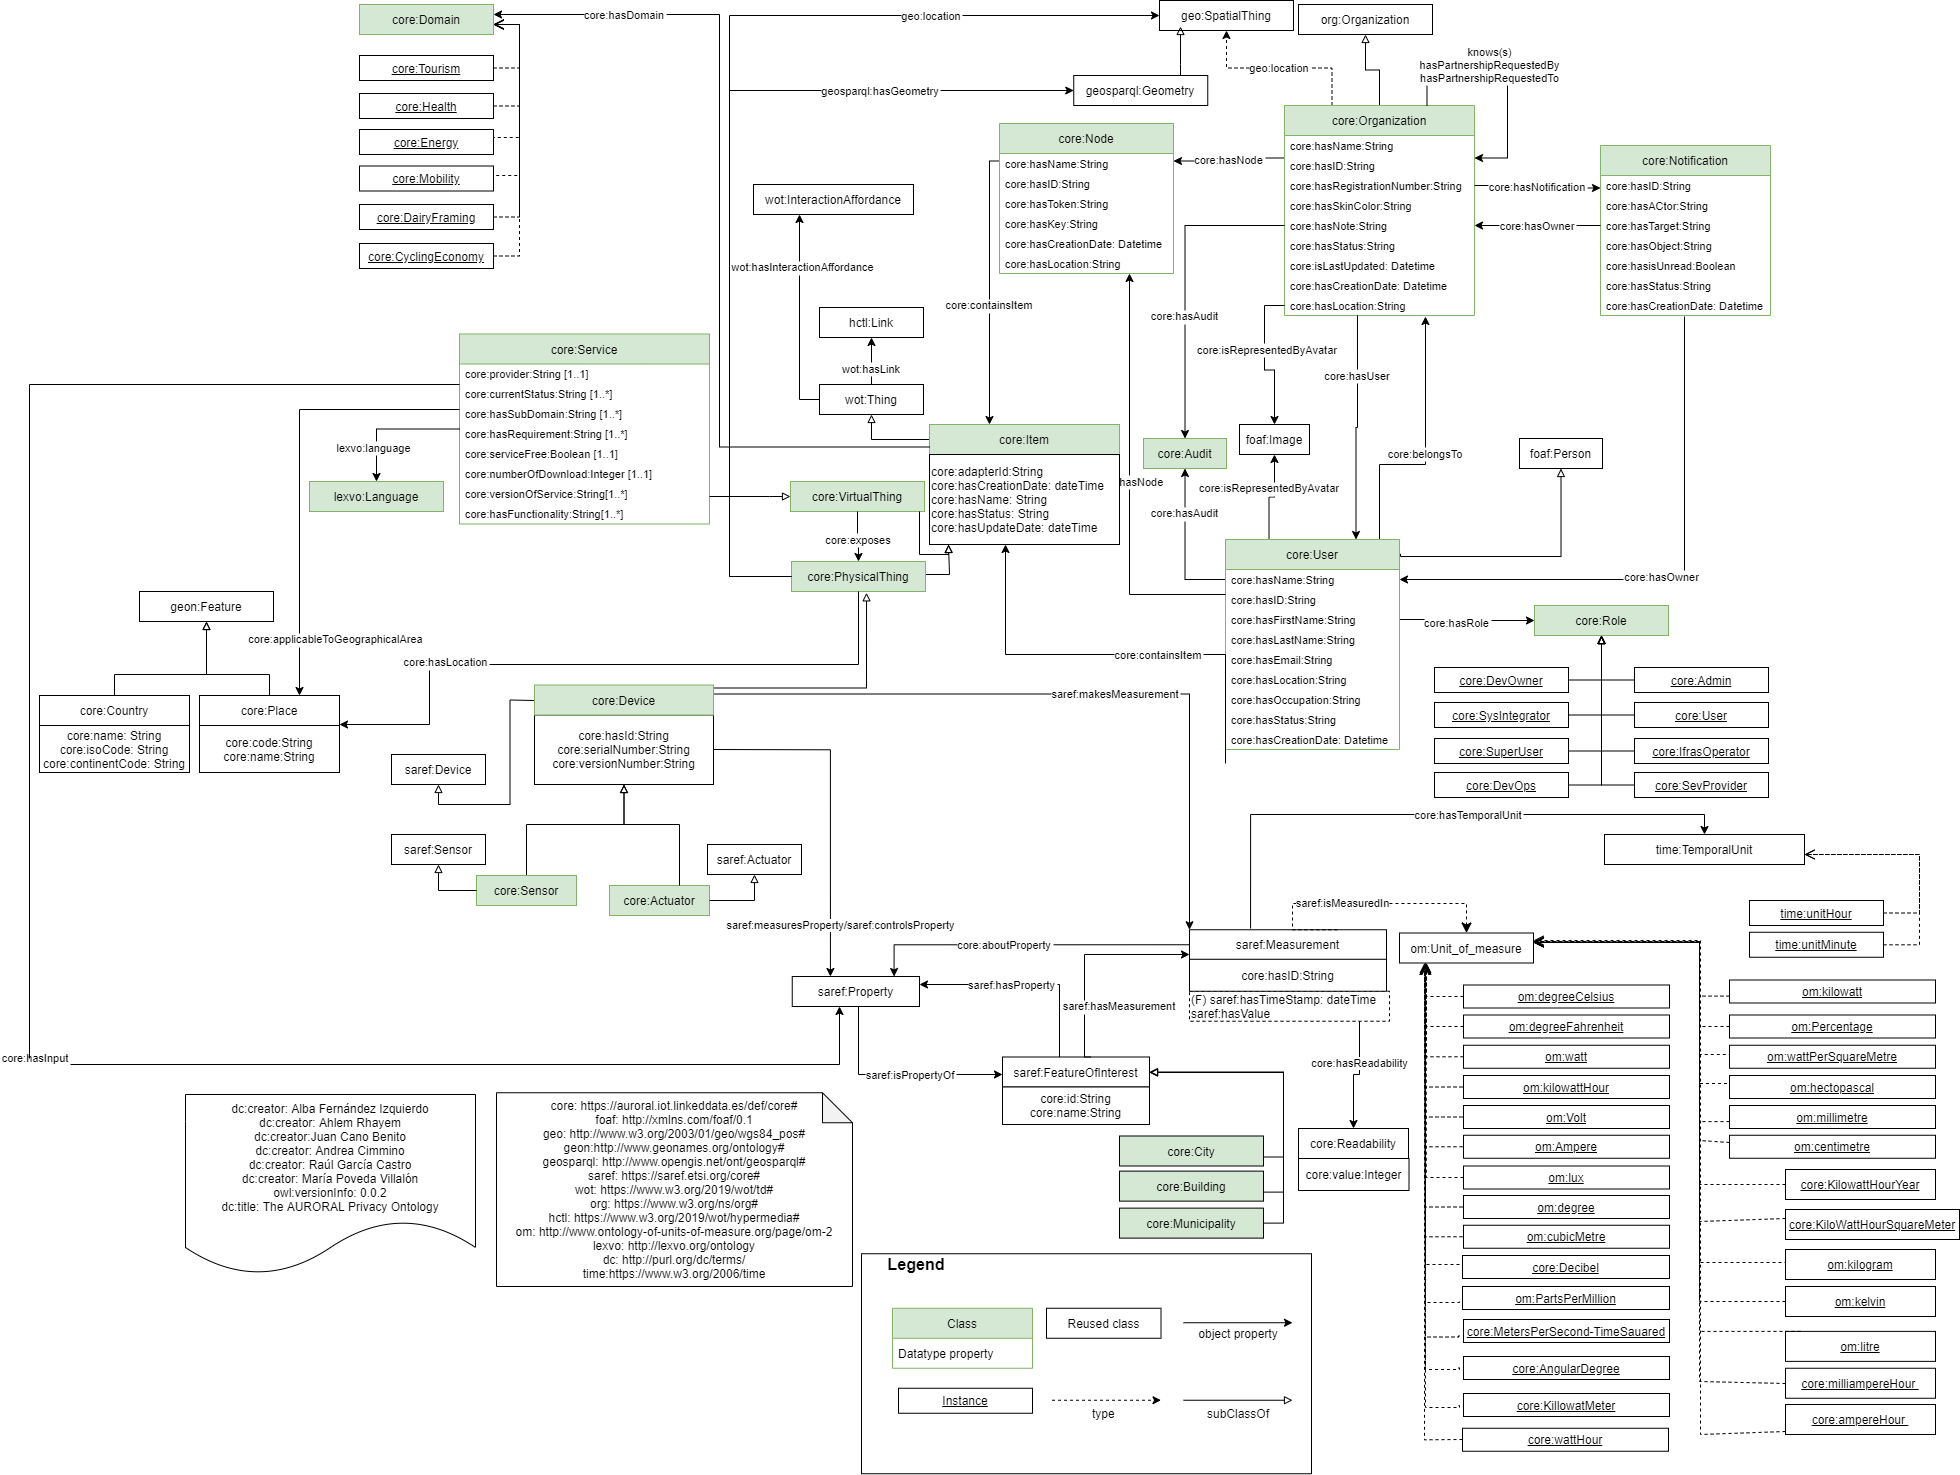 core:Domain
core:hasDomain
core:Tourism
core:Health
core:Energy
core:Mobility
core:DairyFraming
core:CyclingEconomy
geo:location
geo:SpatialThing
org:Organization
geo:location
geosparql:hasGeometry
geosparql:Geometry
knows(s)
hasPartnershipRequestedBy
hasPartnershipRequestedTo
core:Node
core:hasName:String
core:hasID:String
core:hasToken:String
core:hasKey:String
core:hasCreationDate: Datetime
core:hasLocation:String
core:hasNode
core:Organization
core:hasName:String
core:hasID:String
core:hasRegistrationNumber:String
core:hasSkinColor:String
core:hasNote:String
core:hasStatus:String
core:isLastUpdated: Datetime
core:hasCreationDate: Datetime
core:hasLocation:String
core:hasNotification
core:hasOwner
core:Notification
core:hasID:String
core:hasACtor:String
core:hasTarget:String
core:hasObject:String
core:hasisUnread:Boolean
core:hasStatus:String
core:hasCreationDate: Datetime
wot:InteractionAffordance
wot:hasInteractionAffordance
hctl:Link
wot:hasLink
wot:Thing
core:containsItem
core:hasAudit
core:isRepresentedByAvatar
core:hasUser
core:Service
core:provider:String [1..1]
core:currentStatus:String [1..*]
core:hasSubDomain:String [1..*]
core:hasRequirement:String [1..*]
core:serviceFree:Boolean [1..1]
core:numberOfDownload:Integer [1..1]
core:versionOfService:String[1..*]
core:hasFunctionality:String[1..*]
lexvo:language
lexvo:Language
core:Item
core:adapterId:String
core:hasCreationDate: dateTime
core:hasName: String
core:hasStatus: String
core:hasUpdateDate: dateTime
core:VirtualThing
core:exposes
core:PhysicalThing
hasNode
core:Audit
foaf:Image
core:isRepresentedByAvatar
core:hasAudit
core:belongsTo
foaf:Person
core:User
core:hasName:String
core:hasID:String
core:hasFirstName:String
core:hasLastName:String
core:hasEmail:String
core:hasLocation:String
core:hasOccupation:String
core:hasStatus:String
core:hasCreationDate: Datetime
core:hasOwner
core:hasRole
core:Role
core:DevOwner
core:Admin
core:SysIntegrator
core:User
core:SuperUser
core:IfrasOperator
core:DevOps
core:SevProvider
core:containsItem
geon:Feature
core:applicableToGeographicalArea
core:hasLocation
core:Country
core:name: String
core:isoCode: String
core:continentCode: String
core:Place
core:code:String
core:name:String
core:Device
core:hasId:String
core:serialNumber:String
core:versionNumber:String
saref:makesMeasurement
saref:Device
saref:Sensor
saref:Actuator
core:Sensor
core:Actuator
saref:measuresProperty/saref:controlsProperty
core:hasTemporalUnit
time:TemporalUnit
time:unitHour
time:unitMinute
saref:isMeasuredIn
saref:Measurement
core:hasID:String
(F) saref:hasTimeStamp: dateTime
saref:hasValue
om:Unit_of_measure
core:aboutProperty
saref:hasProperty
saref:hasMeasurement
saref:Property
core:hasInput
saref:isPropertyOf
saref:FeatureOfInterest
core:id:String
core:name:String
core:hasReadability
core:Readability
core:value:Integer
core:City
core:Building
core:Municipality
om:degreeCelsius
om:degreeFahrenheit
om:watt
om:kilowattHour
om:Volt
om:Ampere
om:lux
om:degree
om:cubicMetre
core:Decibel
om:PartsPerMillion
core:MetersPerSecond-TimeSauared
core:AngularDegree
core:KillowatMeter
core:wattHour
om:kilowatt
om:Percentage
om:wattPerSquareMetre
om:hectopascal
om:millimetre
om:centimetre
core:KilowattHourYear
core:KiloWattHourSquareMeter
om:kilogram
om:kelvin
om:litre
core:milliampereHour
core:ampereHour
dc:creator: Alba Fernández Izquierdo
dc:creator: Ahlem Rhayem
dc:creator:Juan Cano Benito
dc:creator: Andrea Cimmino
dc:creator: Raúl García Castro
dc:creator: María Poveda Villalón
owl:versionInfo: 0.0.2
dc:title: The AURORAL Privacy Ontology
core: https://auroral.iot.linkeddata.es/def/core#
foaf: http://xmlns.com/foaf/0.1
geo: http://www.w3.org/2003/01/geo/wgs84_pos#
geon:http://www.geonames.org/ontology#
geosparql: http://www.opengis.net/ont/geosparql#
saref: https://saref.etsi.org/core#
wot: https://www.w3.org/2019/wot/td#
org: https://www.w3.org/ns/org#
hctl: https://www.w3.org/2019/wot/hypermedia#
om: http://www.ontology-of-units-of-measure.org/page/om-2
lexvo: http://lexvo.org/ontology
dc: http://purl.org/dc/terms/
time:https://www.w3.org/2006/time
Legend
Class
Datatype property
Reused class
object property
Instance
type
subClassOf